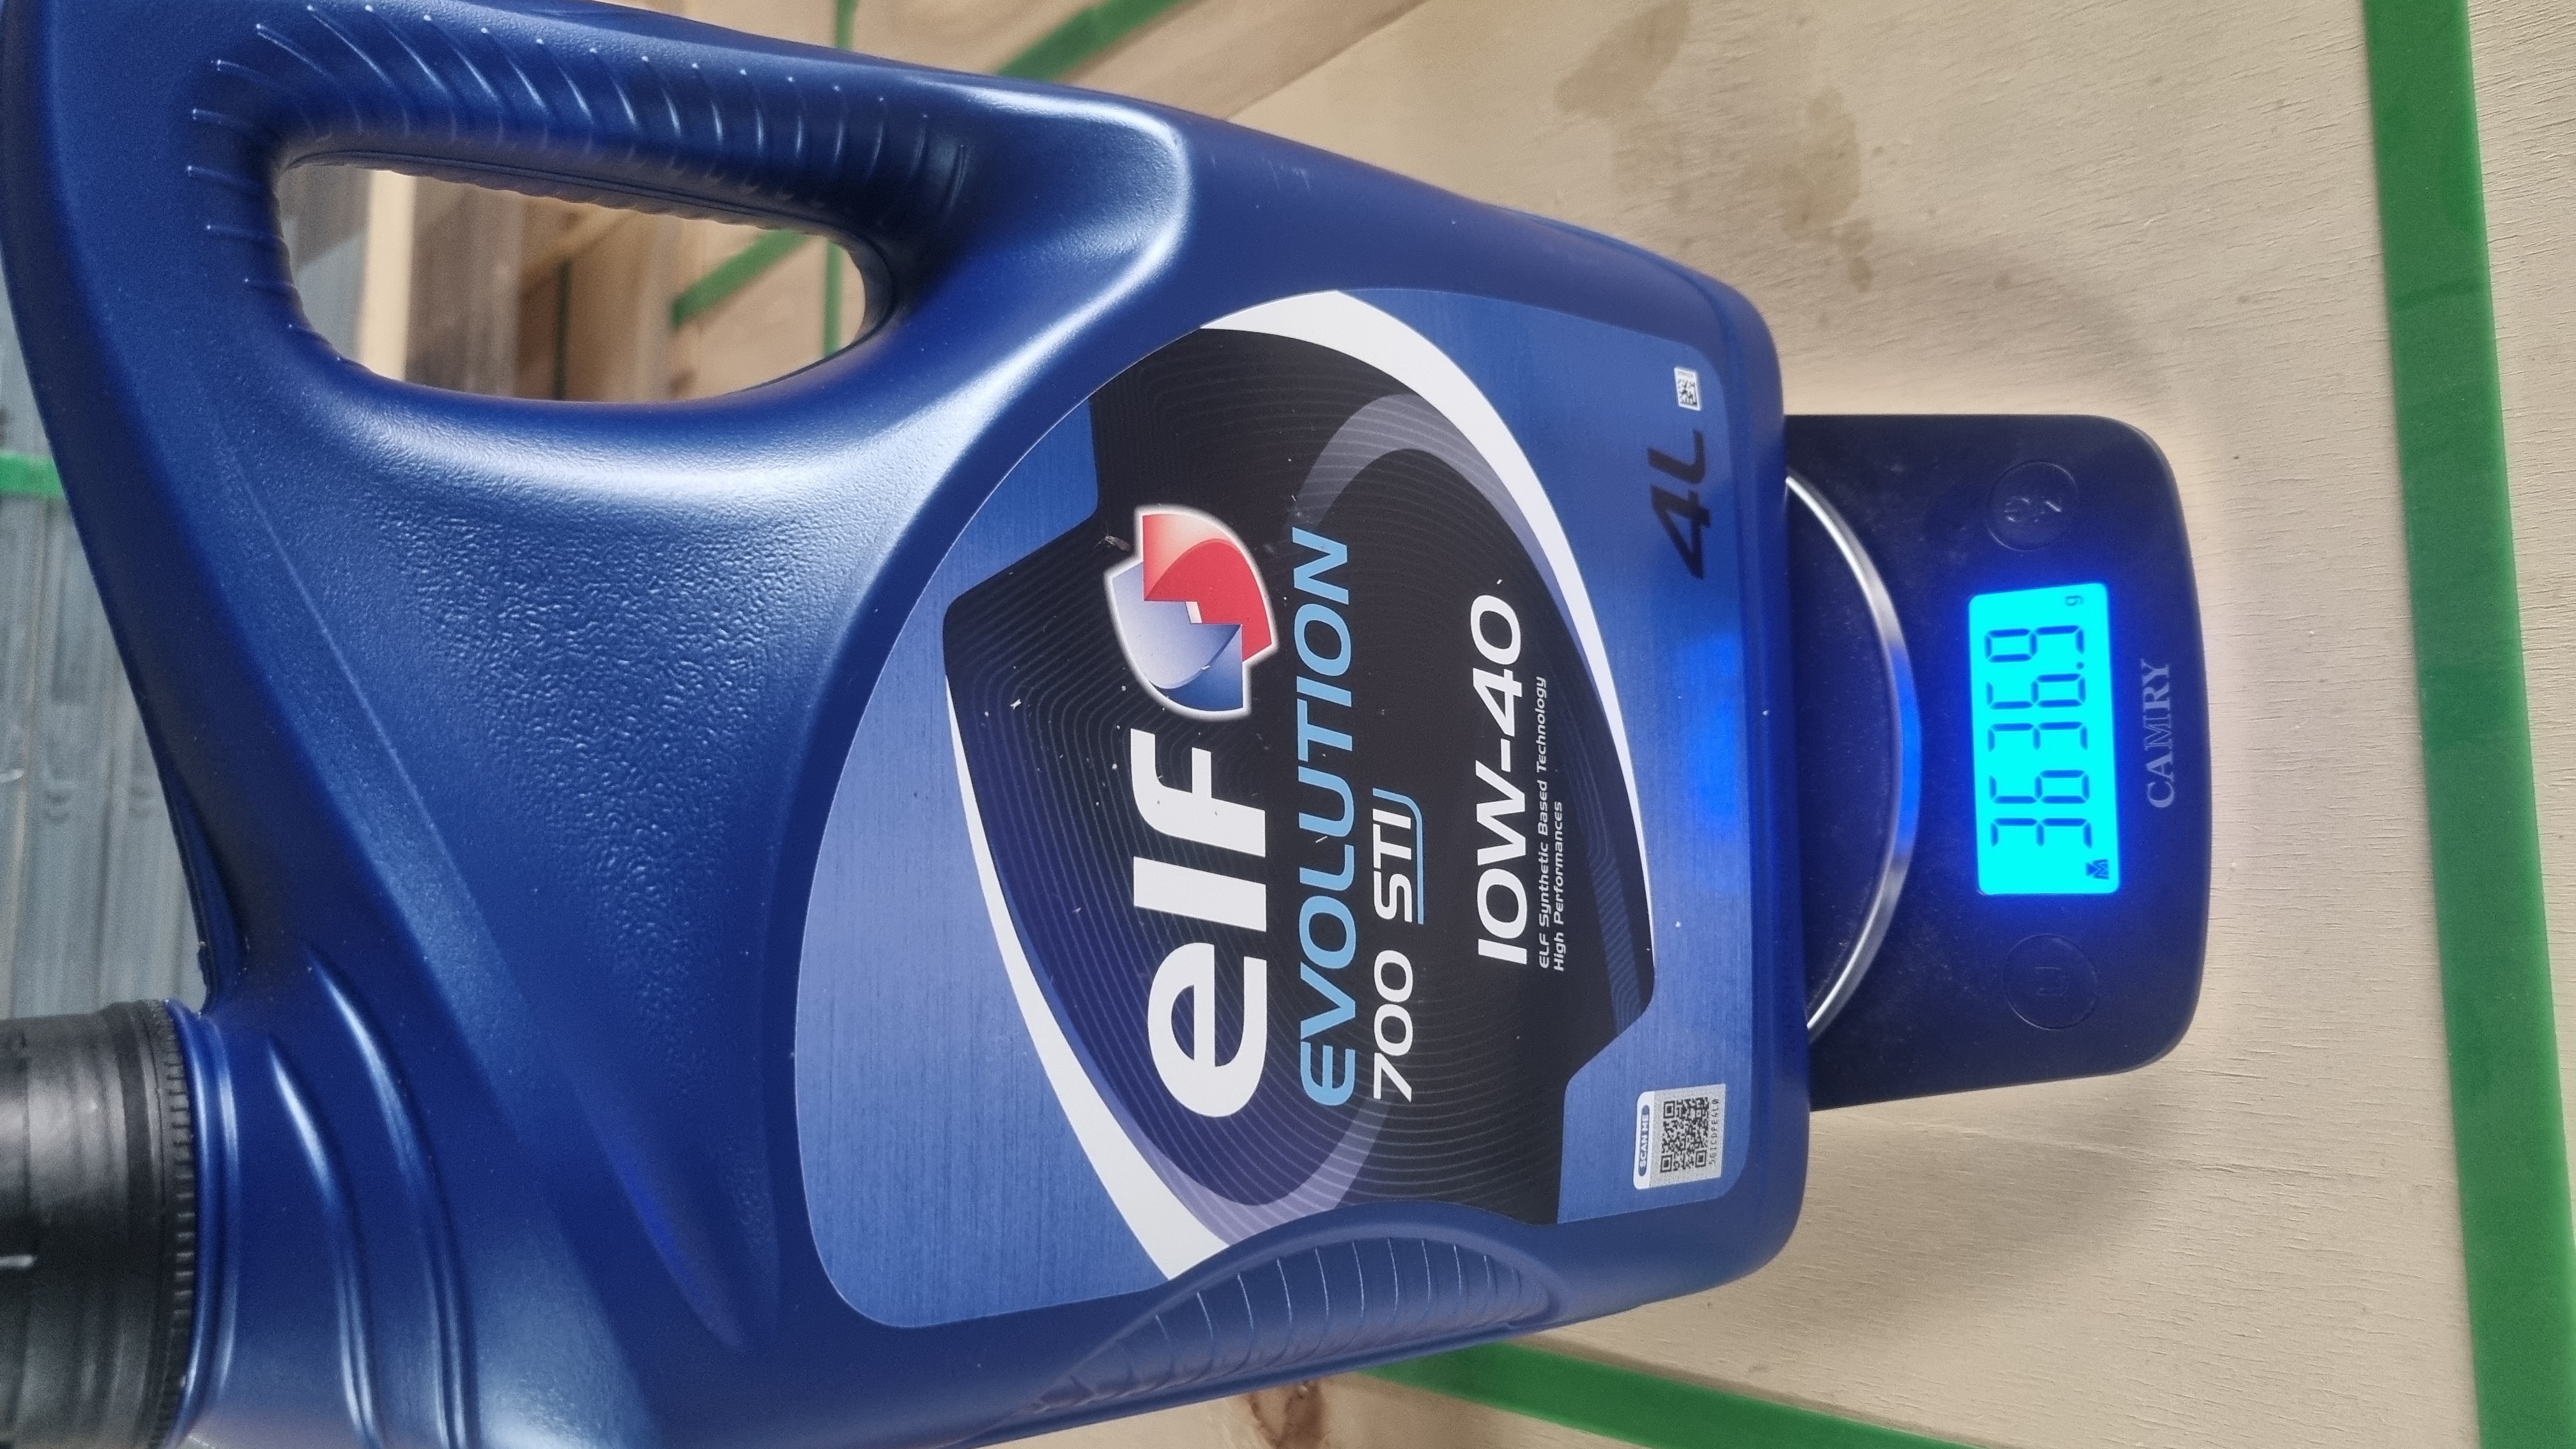 elf
EVOLUTION
700 STI
10W-40
ELF Synthetic Based Technology
High Performances
SCAN ME
4L
3636.9
g
CAMRY